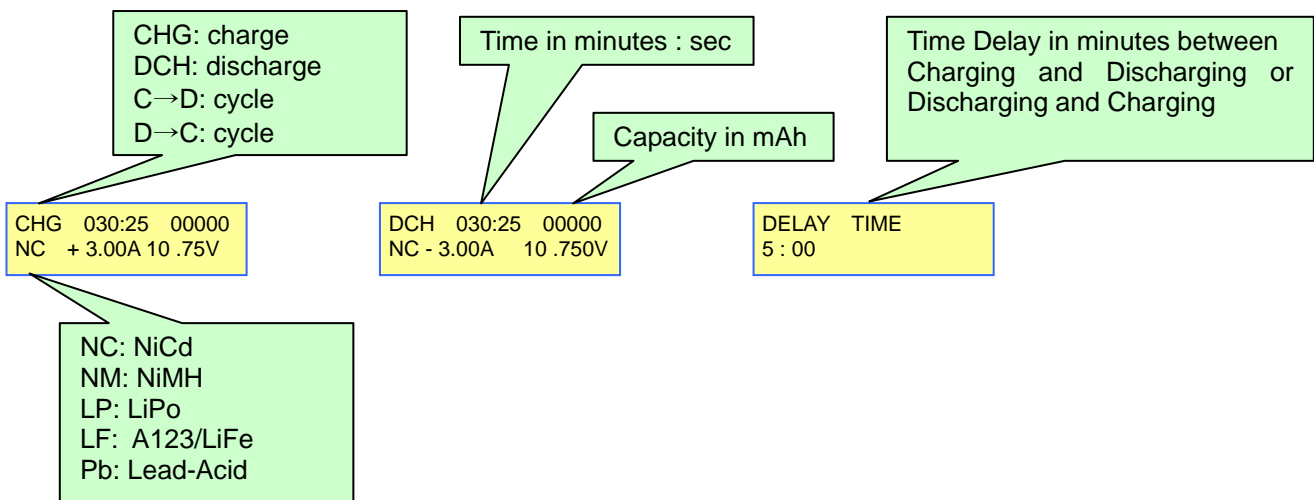 CHG: charge
DCH: discharge
C→D: cycle
D→C: cycle
Time in minutes : sec
Capacity in mAh
Time Delay in minutes between
Charging and Discharging or
Discharging and Charging
CHG 030:25 00000
NC + 3.00A 10 .75V
DCH 030:25 00000
NC - 3.00A 10 .750V
DELAY TIME
5 : 00
NC: NiCd
NM: NiMH
LP: LiPo
LF: A123/LiFe
Pb: Lead-Acid